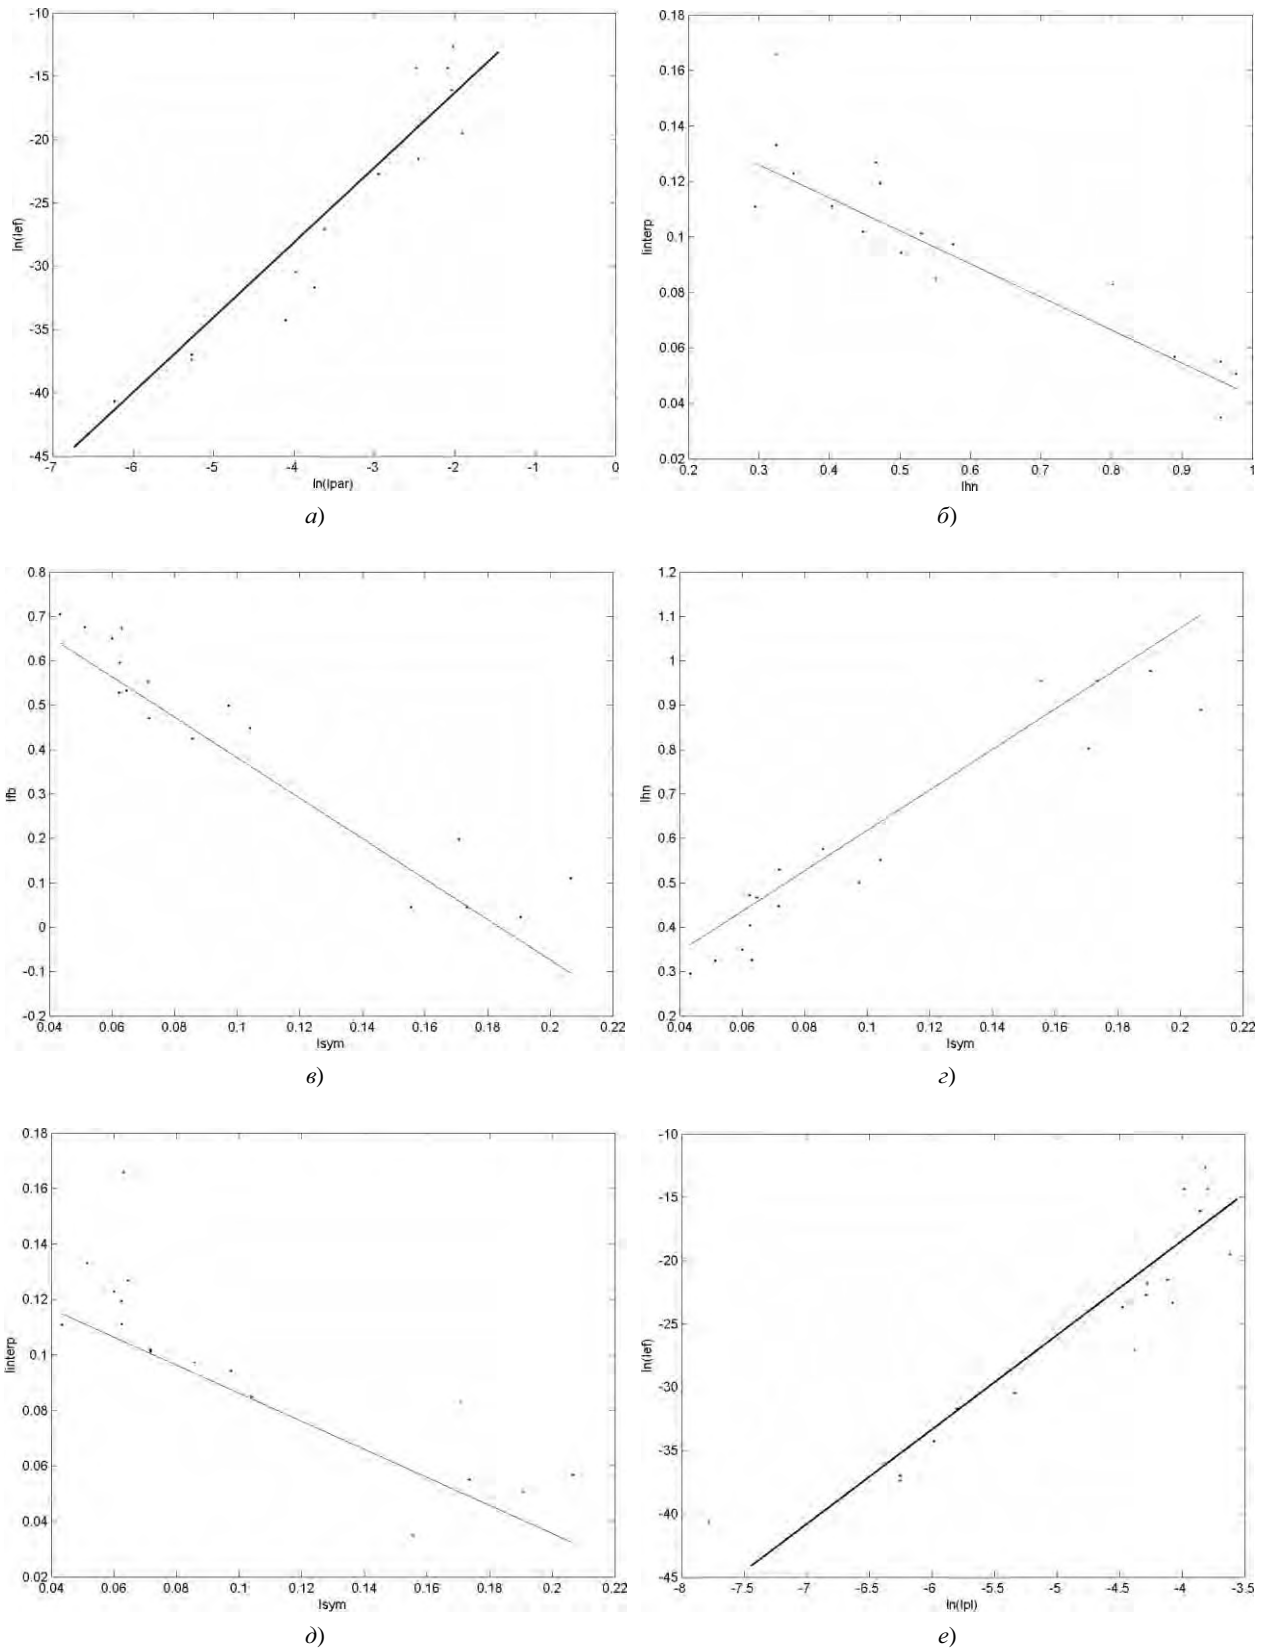 -10
-15
-20
-25
-30
-35
-40
-45
ln(Ief)
-7 -6 -5 -4 -3 -2 -1 0
ln(Ipar)
а)
0.18
0.16
0.14
0.12
0.1
0.08
0.06
0.04
0.02
Iinterp
0.2 0.3 0.4 0.5 0.6 0.7 0.8 0.9 1
Ihn
б)
0.8
0.7
0.6
0.5
0.4
0.3
0.2
0.1
0
-0.1
-0.2
Ifb
0.04 0.06 0.08 0.1 0.12 0.14 0.16 0.18 0.2 0.22
Isym
в)
1.2
1.1
1
0.9
0.8
0.7
0.6
0.5
0.4
0.3
0.2
Ihn
0.04 0.06 0.08 0.1 0.12 0.14 0.16 0.18 0.2 0.22
Isym
г)
0.18
0.16
0.14
0.12
0.1
0.08
0.06
0.04
0.02
Iinterp
0.04 0.06 0.08 0.1 0.12 0.14 0.16 0.18 0.2 0.22
Isym
д)
-10
-15
-20
-25
-30
-35
-40
-45
ln(Ief)
-8 -7.5 -7 -6.5 -6 -5.5 -5 -4.5 -4 -3.5
ln(Ipl)
е)